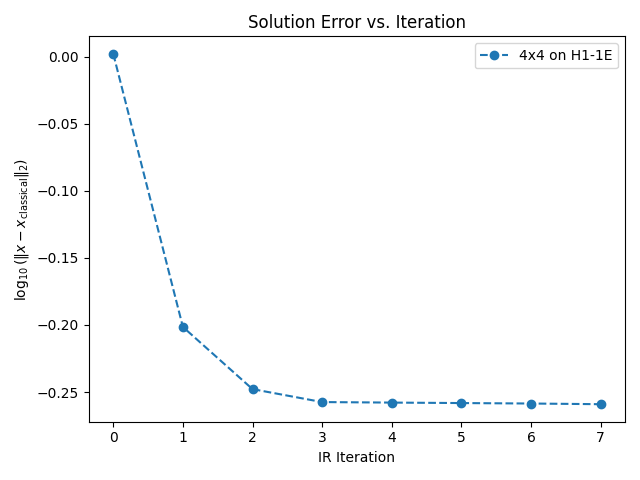 Solution Error vs. Iteration
4x4 on H1-1E
0.00
−0.05
−0.10
−0.15
−0.20
−0.25
log₁₀(‖x − x_classical‖₂)
0 1 2 3 4 5 6 7
IR Iteration